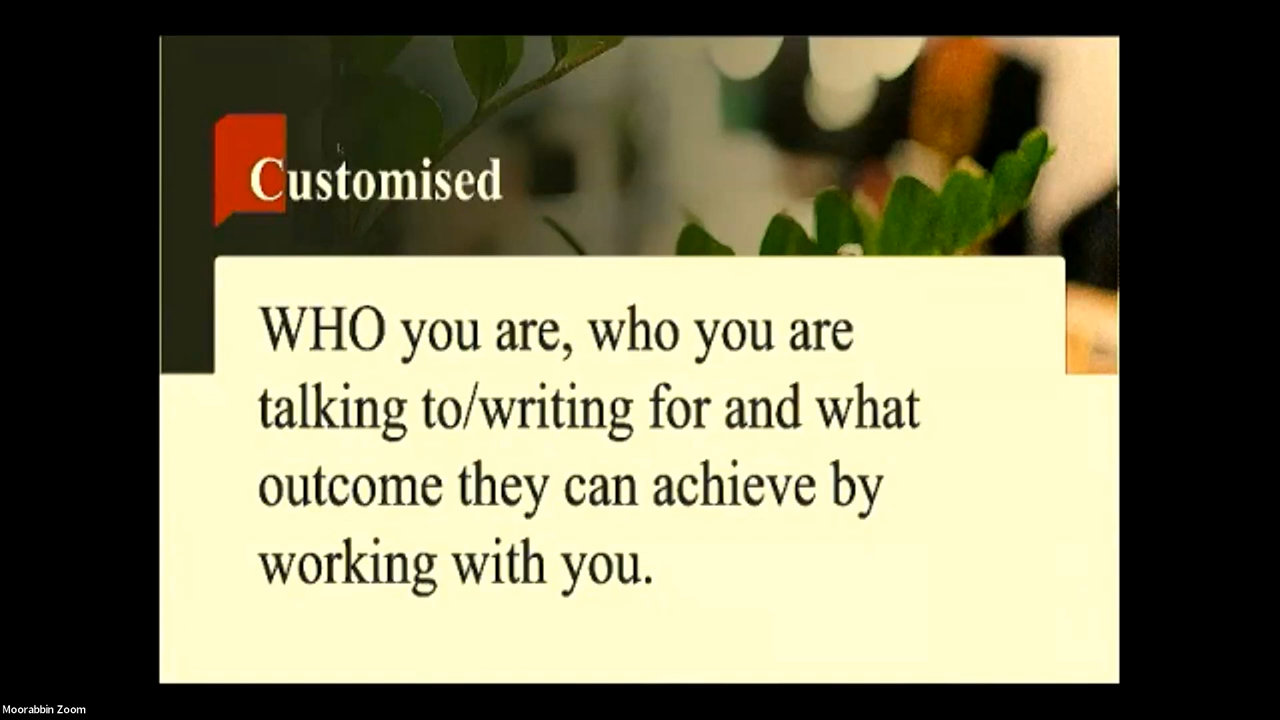 Customised
WHO you are, who you are
talking to/writing for and what
outcome they can achieve by
working with you.
Moorabbin Zoom